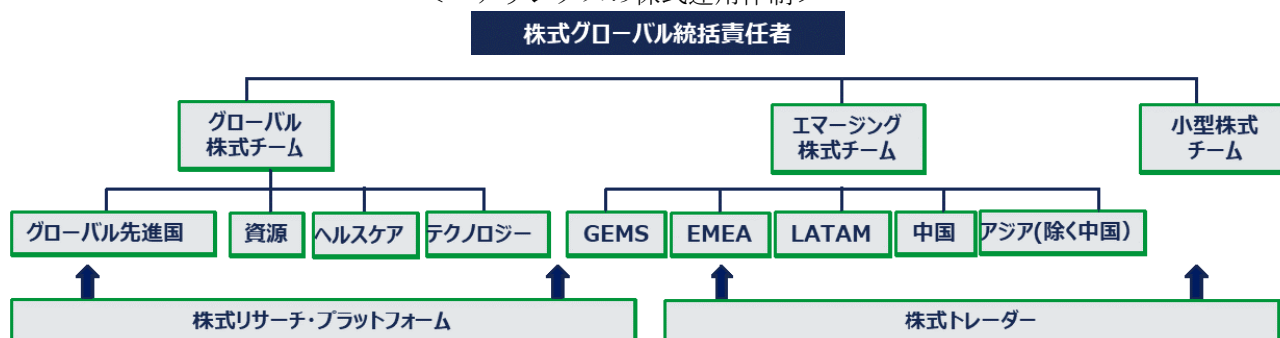 株式グローバル統括責任者
グローバル
株式チーム
エマージング
株式チーム
小型株式
チーム
グローバル先進国
資源
ヘルスケア
テクノロジー
GEMS
EMEA
LATAM
中国
アジア(除く中国)
株式リサーチ・プラットフォーム
株式トレーダー